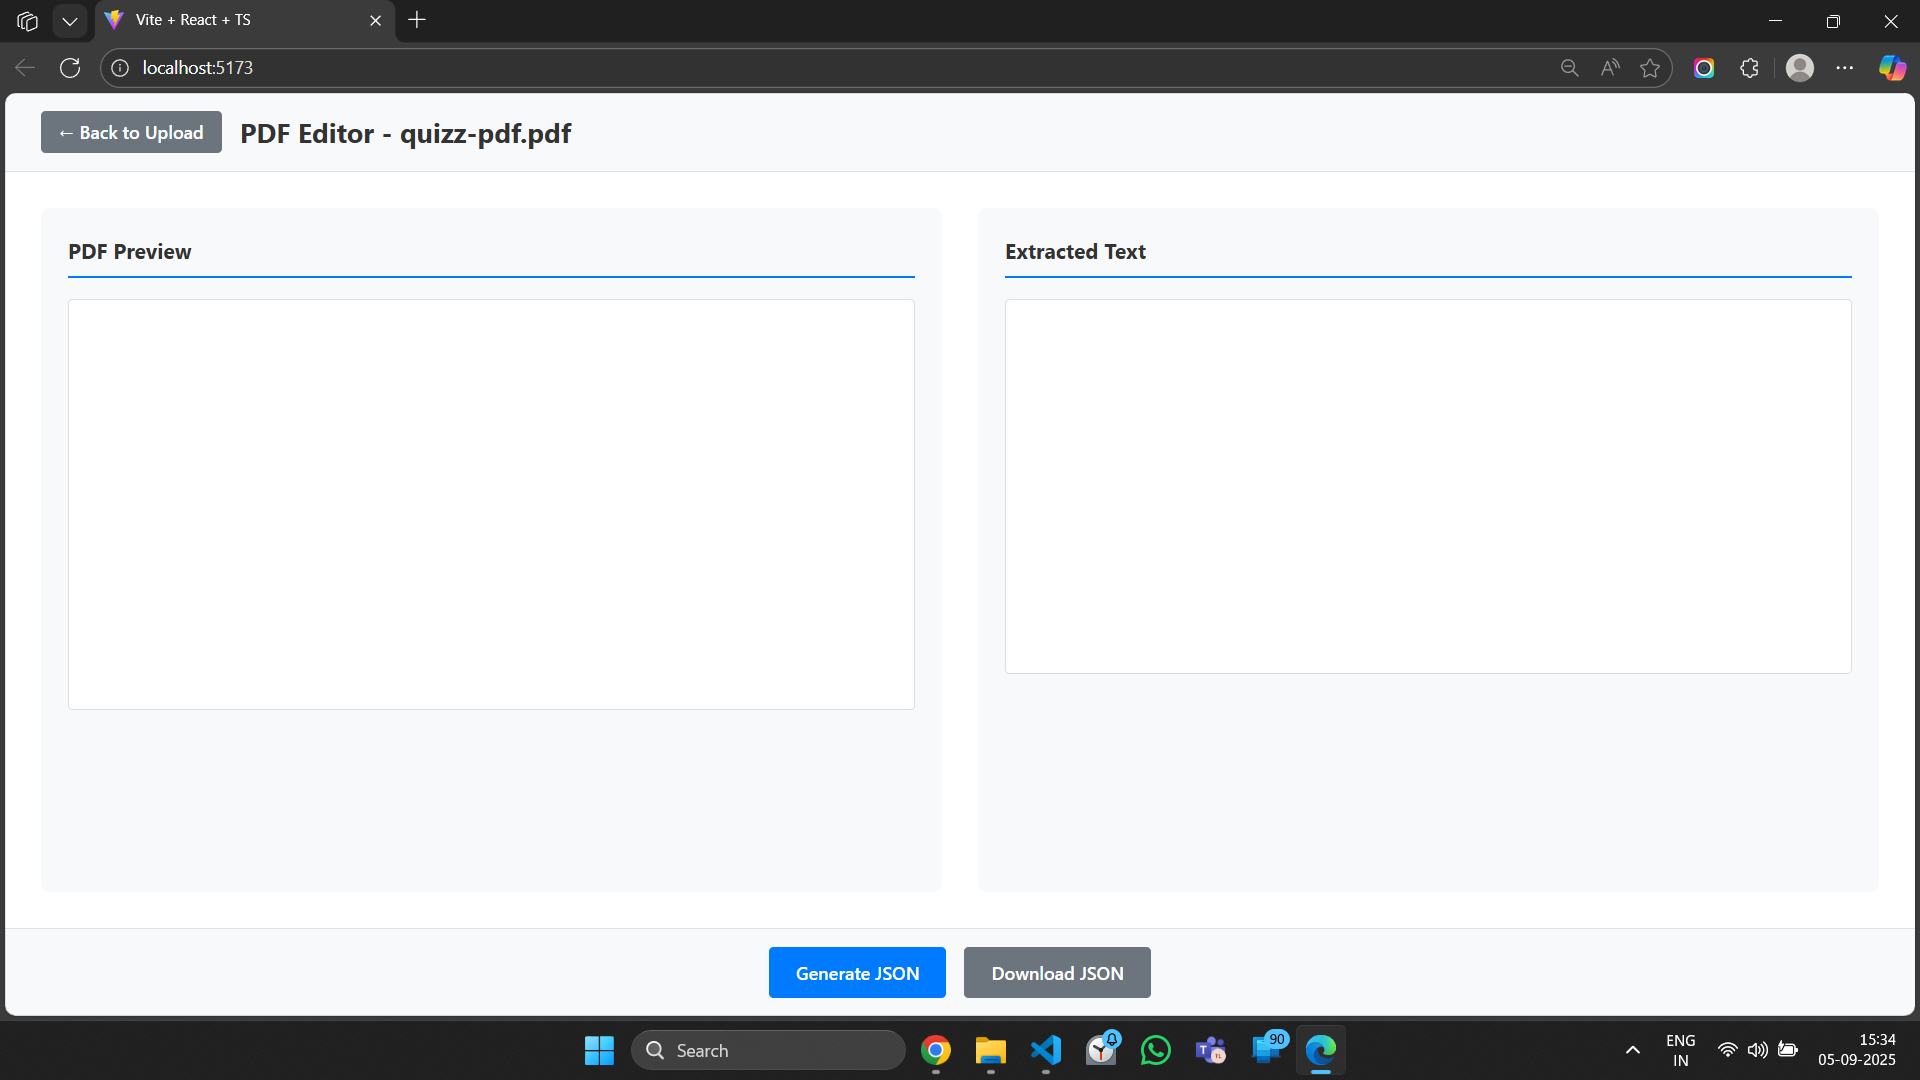 Vite + React + TS
localhost:5173
← Back to Upload
PDF Editor - quizz-pdf.pdf
PDF Preview
Extracted Text
Generate JSON
Download JSON
Search
90
ENG
IN
15:34
05-09-2025